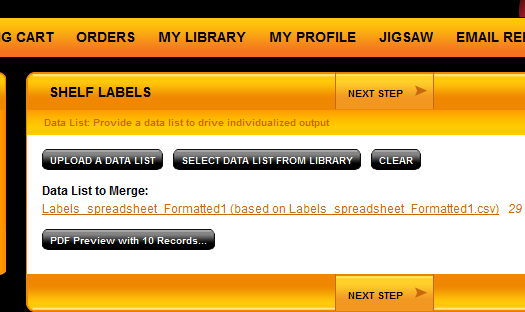 G CART ORDERS MY LIBRARY MY PROFILE JIGSAW EMAIL RE
SHELF LABELS NEXT STEP
Data List: Provide a data list to drive individualized output
UPLOAD A DATA LIST SELECT DATA LIST FROM LIBRARY CLEAR
Data List to Merge:
Labels_spreadsheet_Formatted1 (based on Labels_spreadsheet_Formatted1.csv) 29
PDF Preview with 10 Records...
NEXT STEP